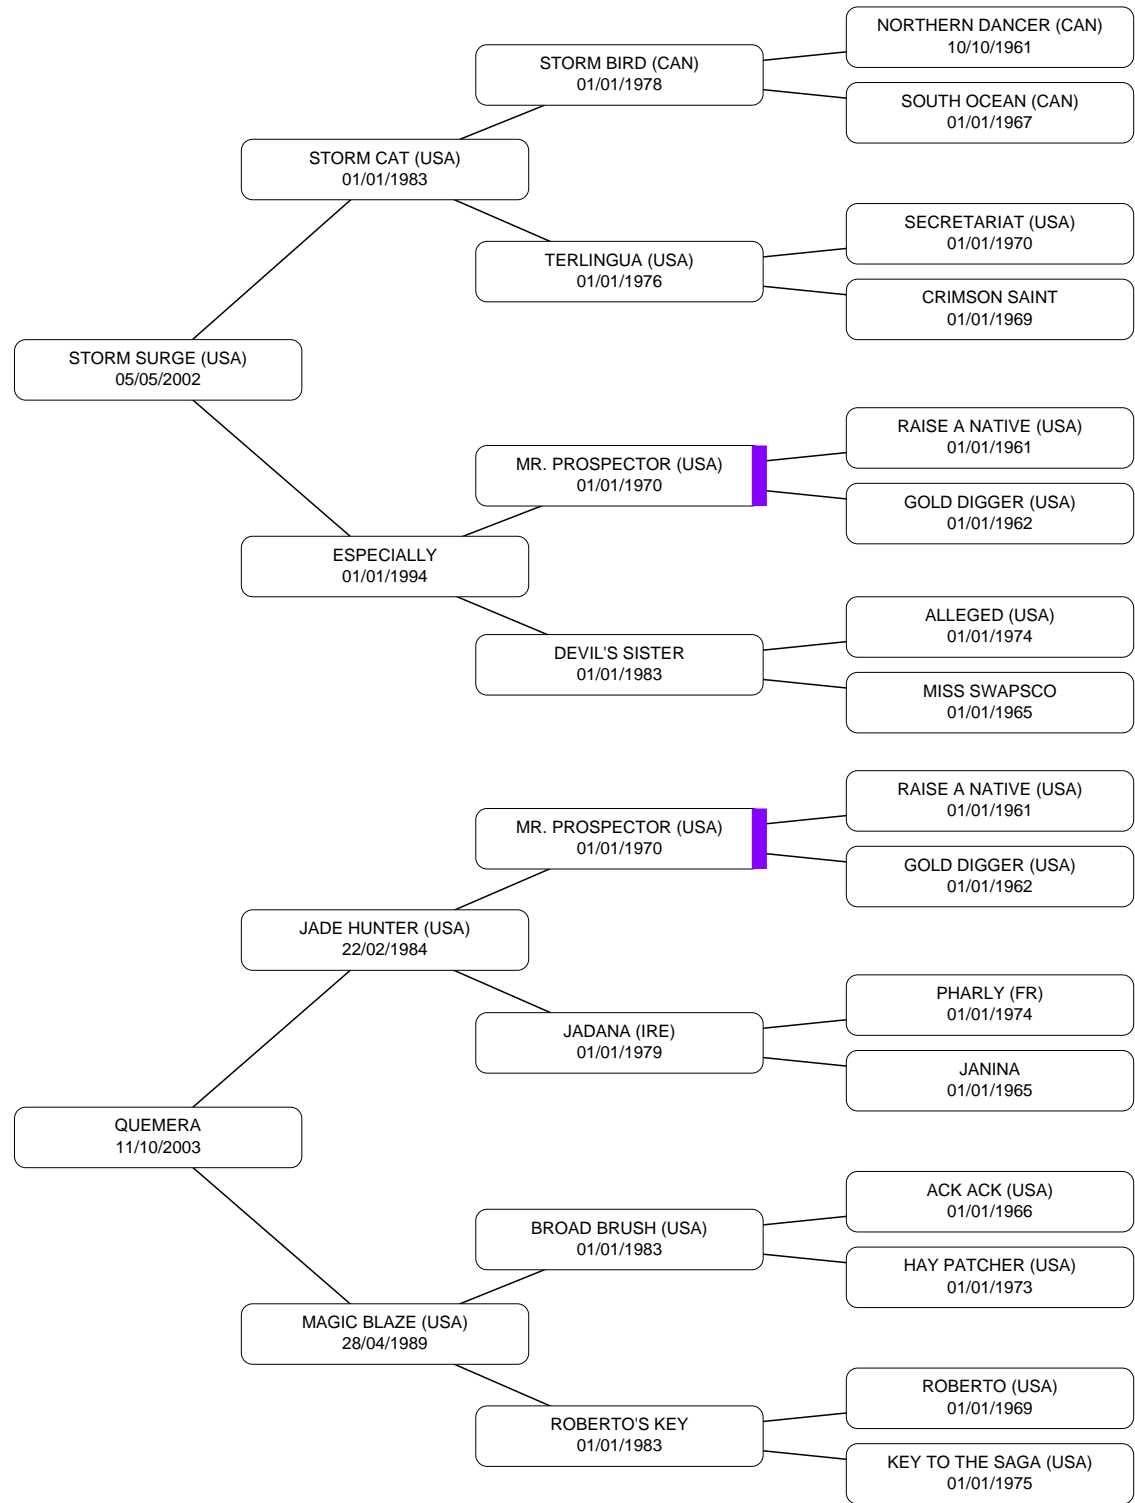 NORTHERN DANCER (CAN)
10/10/1961
STORM BIRD (CAN)
01/01/1978
SOUTH OCEAN (CAN)
01/01/1967
STORM CAT (USA)
01/01/1983
SECRETARIAT (USA)
01/01/1970
TERLINGUA (USA)
01/01/1976
CRIMSON SAINT
01/01/1969
STORM SURGE (USA)
05/05/2002
RAISE A NATIVE (USA)
01/01/1961
MR. PROSPECTOR (USA)
01/01/1970
GOLD DIGGER (USA)
01/01/1962
ESPECIALLY
01/01/1994
ALLEGED (USA)
01/01/1974
DEVIL'S SISTER
01/01/1983
MISS SWAPSCO
01/01/1965
RAISE A NATIVE (USA)
01/01/1961
MR. PROSPECTOR (USA)
01/01/1970
GOLD DIGGER (USA)
01/01/1962
JADE HUNTER (USA)
22/02/1984
PHARLY (FR)
01/01/1974
JADANA (IRE)
01/01/1979
JANINA
01/01/1965
QUEMERA
11/10/2003
ACK ACK (USA)
01/01/1966
BROAD BRUSH (USA)
01/01/1983
HAY PATCHER (USA)
01/01/1973
MAGIC BLAZE (USA)
28/04/1989
ROBERTO (USA)
01/01/1969
ROBERTO'S KEY
01/01/1983
KEY TO THE SAGA (USA)
01/01/1975